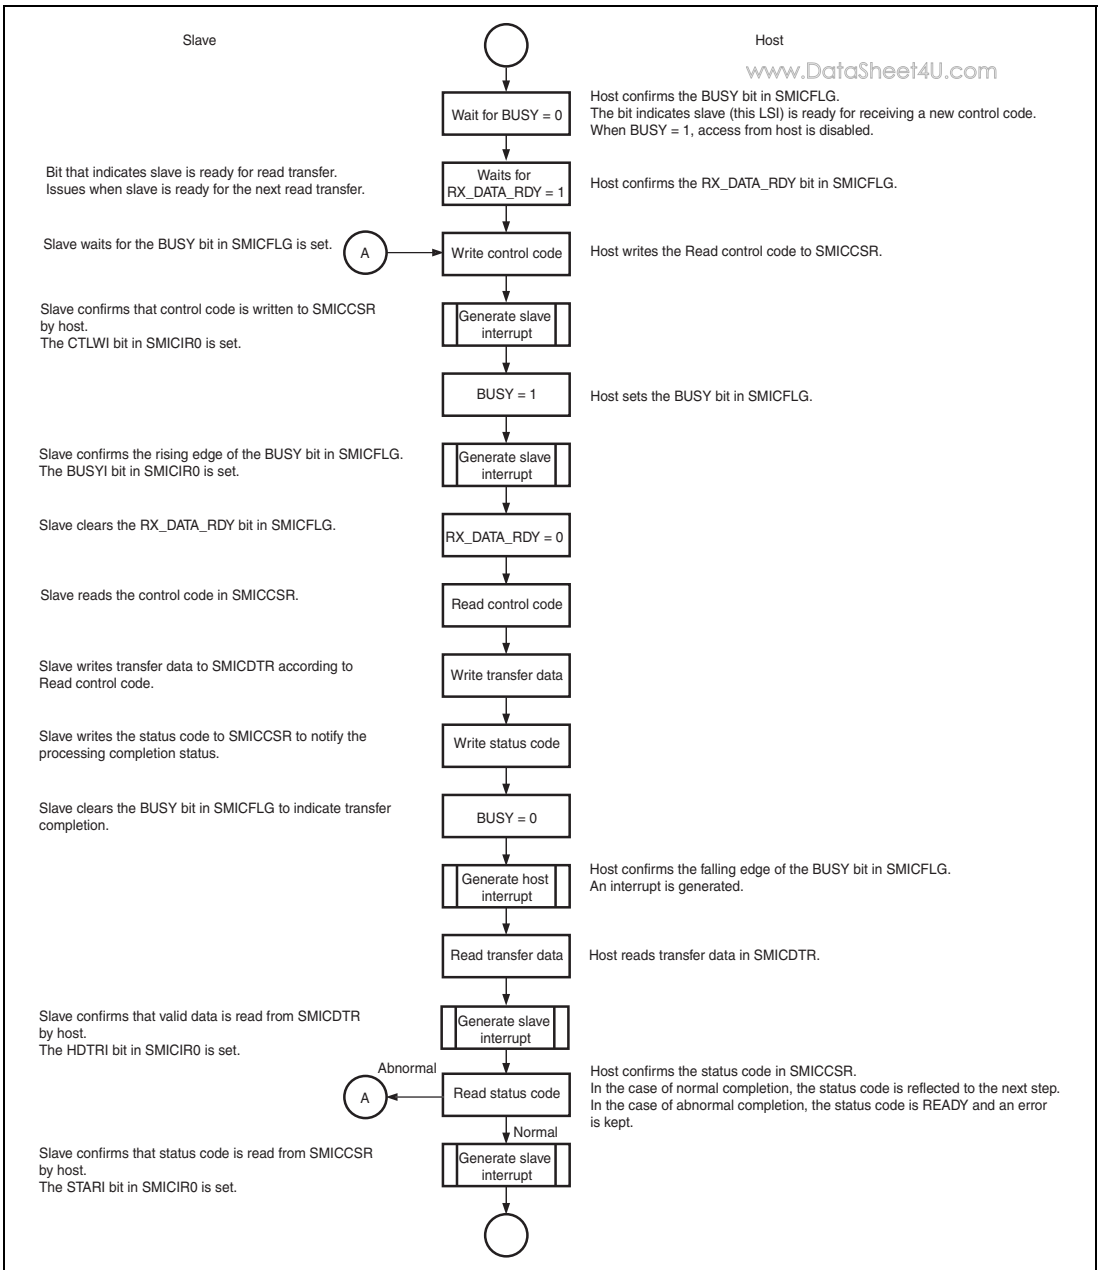 Slave
Host
www.DataSheet4U.com
Wait for BUSY = 0
Host confirms the BUSY bit in SMICFLG.
The bit indicates slave (this LSI) is ready for receiving a new control code.
When BUSY = 1, access from host is disabled.
Bit that indicates slave is ready for read transfer.
Issues when slave is ready for the next read transfer.
Waits for
RX_DATA_RDY = 1
Host confirms the RX_DATA_RDY bit in SMICFLG.
Slave waits for the BUSY bit in SMICFLG is set.
A
Write control code
Host writes the Read control code to SMICCSR.
Slave confirms that control code is written to SMICCSR
by host.
The CTLWI bit in SMICIR0 is set.
Generate slave
interrupt
BUSY = 1
Host sets the BUSY bit in SMICFLG.
Slave confirms the rising edge of the BUSY bit in SMICFLG.
The BUSYI bit in SMICIR0 is set.
Generate slave
interrupt
Slave clears the RX_DATA_RDY bit in SMICFLG.
RX_DATA_RDY = 0
Slave reads the control code in SMICCSR.
Read control code
Slave writes transfer data to SMICDTR according to
Read control code.
Write transfer data
Slave writes the status code to SMICCSR to notify the
processing completion status.
Write status code
Slave clears the BUSY bit in SMICFLG to indicate transfer
completion.
BUSY = 0
Generate host
interrupt
Host confirms the falling edge of the BUSY bit in SMICFLG.
An interrupt is generated.
Read transfer data
Host reads transfer data in SMICDTR.
Slave confirms that valid data is read from SMICDTR
by host.
The HDTRI bit in SMICIR0 is set.
Generate slave
interrupt
Abnormal
A
Read status code
Host confirms the status code in SMICCSR.
In the case of normal completion, the status code is reflected to the next step.
In the case of abnormal completion, the status code is READY and an error
is kept.
Normal
Slave confirms that status code is read from SMICCSR
by host.
The STARI bit in SMICIR0 is set.
Generate slave
interrupt